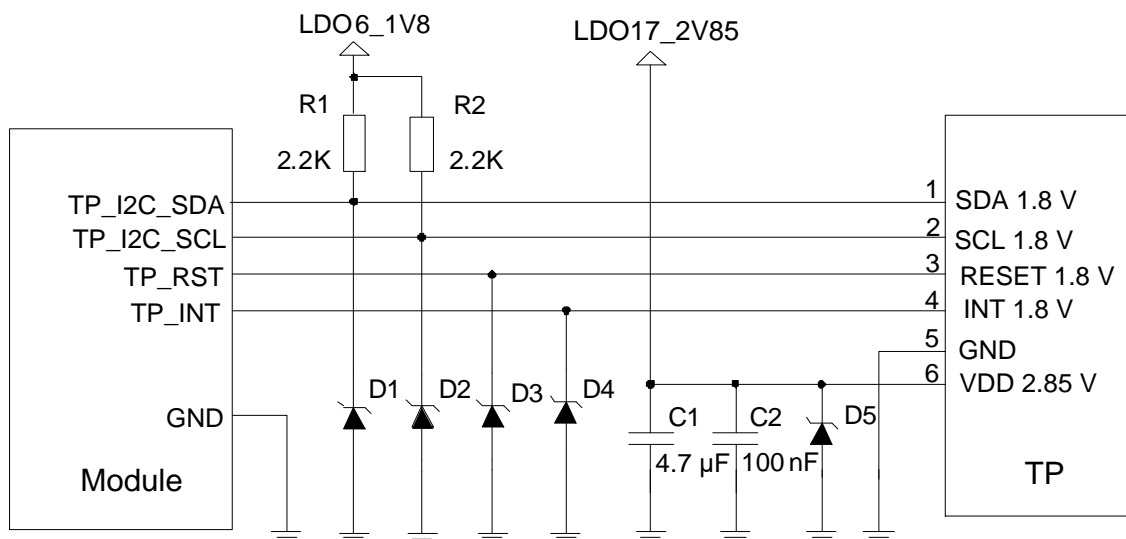 LDO6_1V8
LDO17_2V85
R1
R2
2.2K
2.2K
TP_I2C_SDA
TP_I2C_SCL
TP_RST
TP_INT
GND
Module
D1
D2
D3
D4
C1
C2
D5
4.7 µF
100 nF
1
SDA 1.8 V
2
SCL 1.8 V
3
RESET 1.8 V
4
INT 1.8 V
5
GND
6
VDD 2.85 V
TP